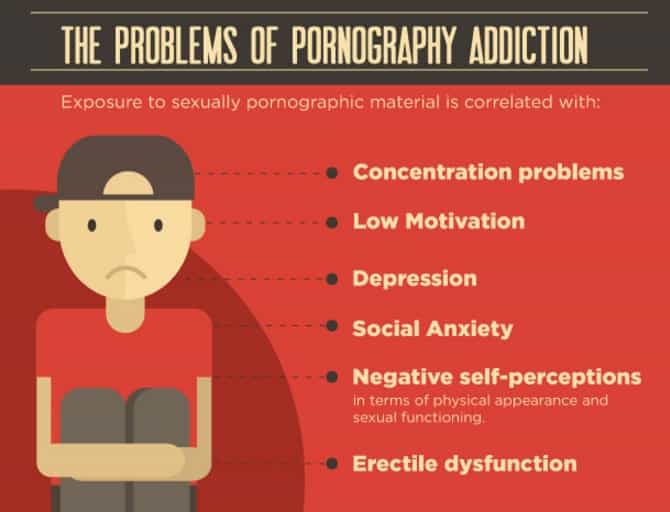 THE PROBLEMS OF PORNOGRAPHY ADDICTION
Exposure to sexually pornographic material is correlated with:
Concentration problems
Low Motivation
Depression
Social Anxiety
Negative self-perceptions
in terms of physical appearance and
sexual functioning.
Erectile dysfunction